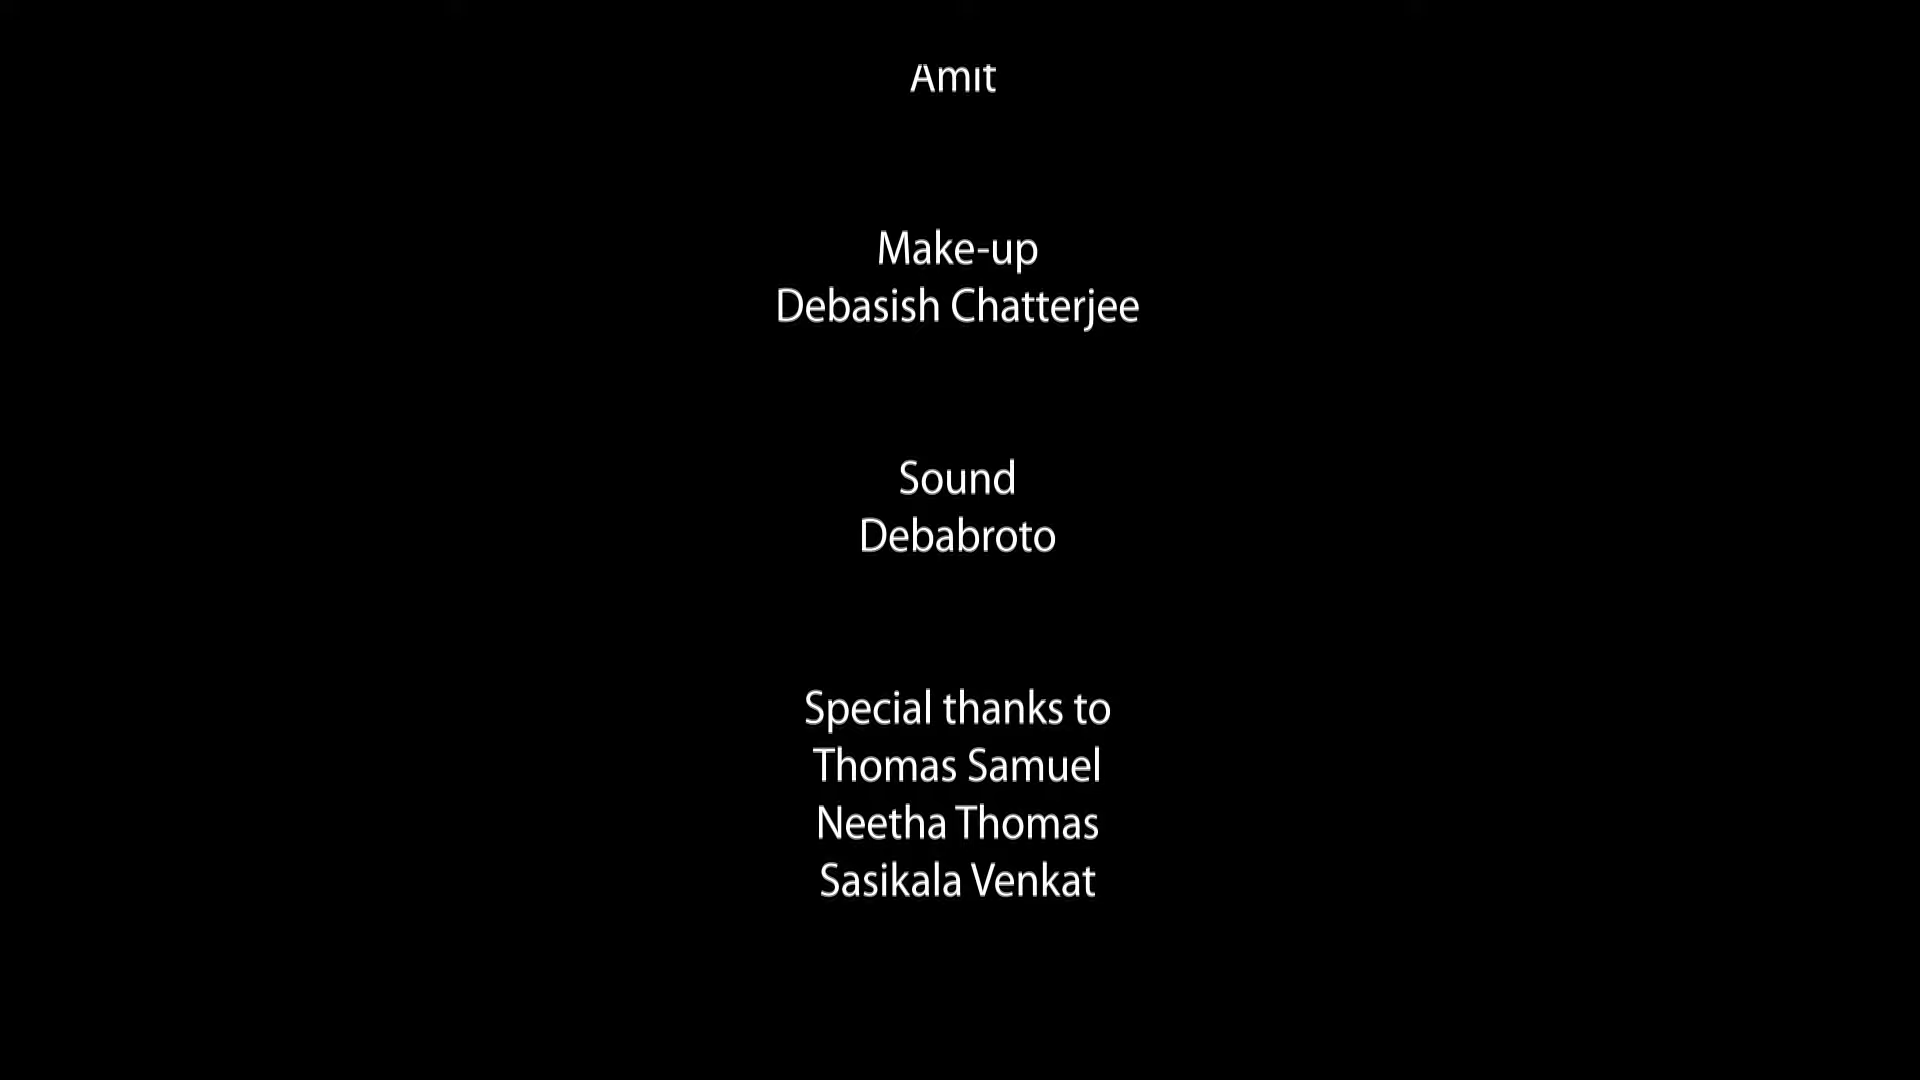 Amit
Make-up
Debasish Chatterjee
Sound
Debabroto
Special thanks to
Thomas Samuel
Neetha Thomas
Sasikala Venkat